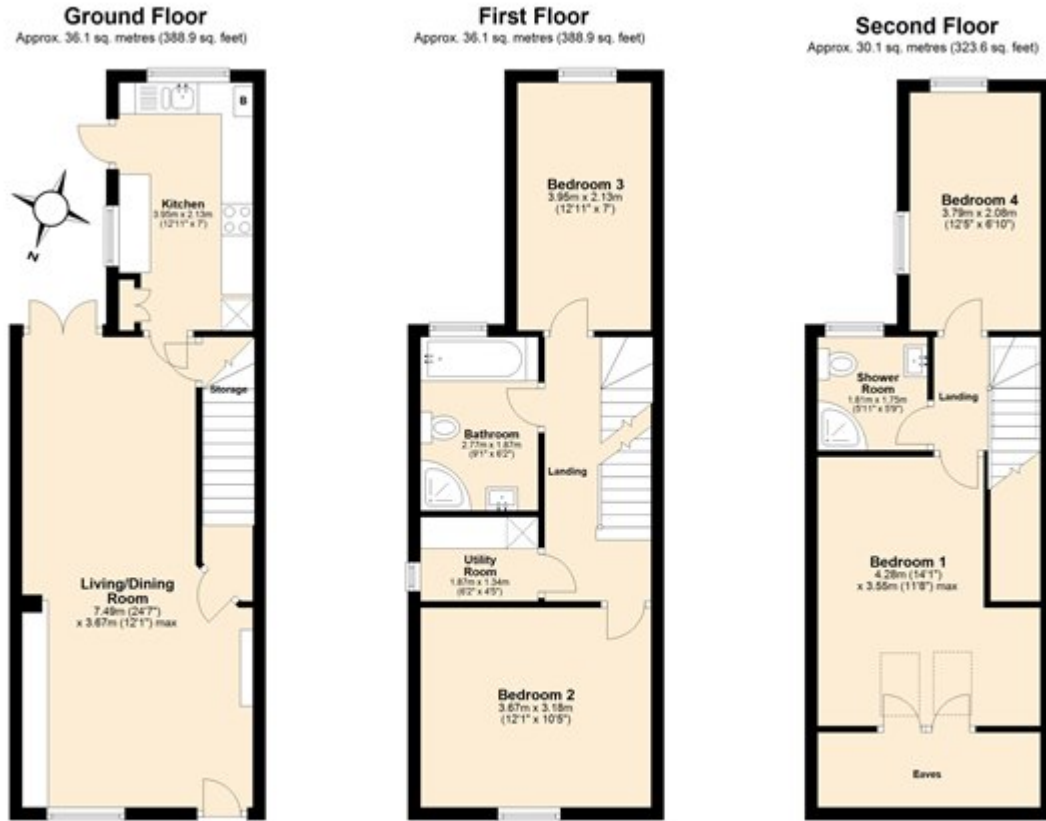 Ground Floor
Approx. 36.1 sq. metres (388.9 sq. feet)
B
Kitchen
3.95m x 2.13m
(12'11" x 7')
N
Storage
Living/Dining
Room
7.49m (24'7")
x 3.67m (12'1") max
First Floor
Approx. 36.1 sq. metres (388.9 sq. feet)
Bedroom 3
3.95m x 2.13m
(12'11" x 7')
Bathroom
2.77m x 1.87m
(9'1" x 6'2")
Landing
Utility
Room
1.87m x 1.34m
(6'2" x 4'5")
Bedroom 2
3.67m x 3.18m
(12'1" x 10'5")
Second Floor
Approx. 30.1 sq. metres (323.6 sq. feet)
Bedroom 4
3.79m x 2.08m
(12'5" x 6'10")
Shower
Room
1.81m x 1.75m
(5'11" x 5'9")
Landing
Bedroom 1
4.28m (14'1")
x 3.55m (11'8") max
Eaves